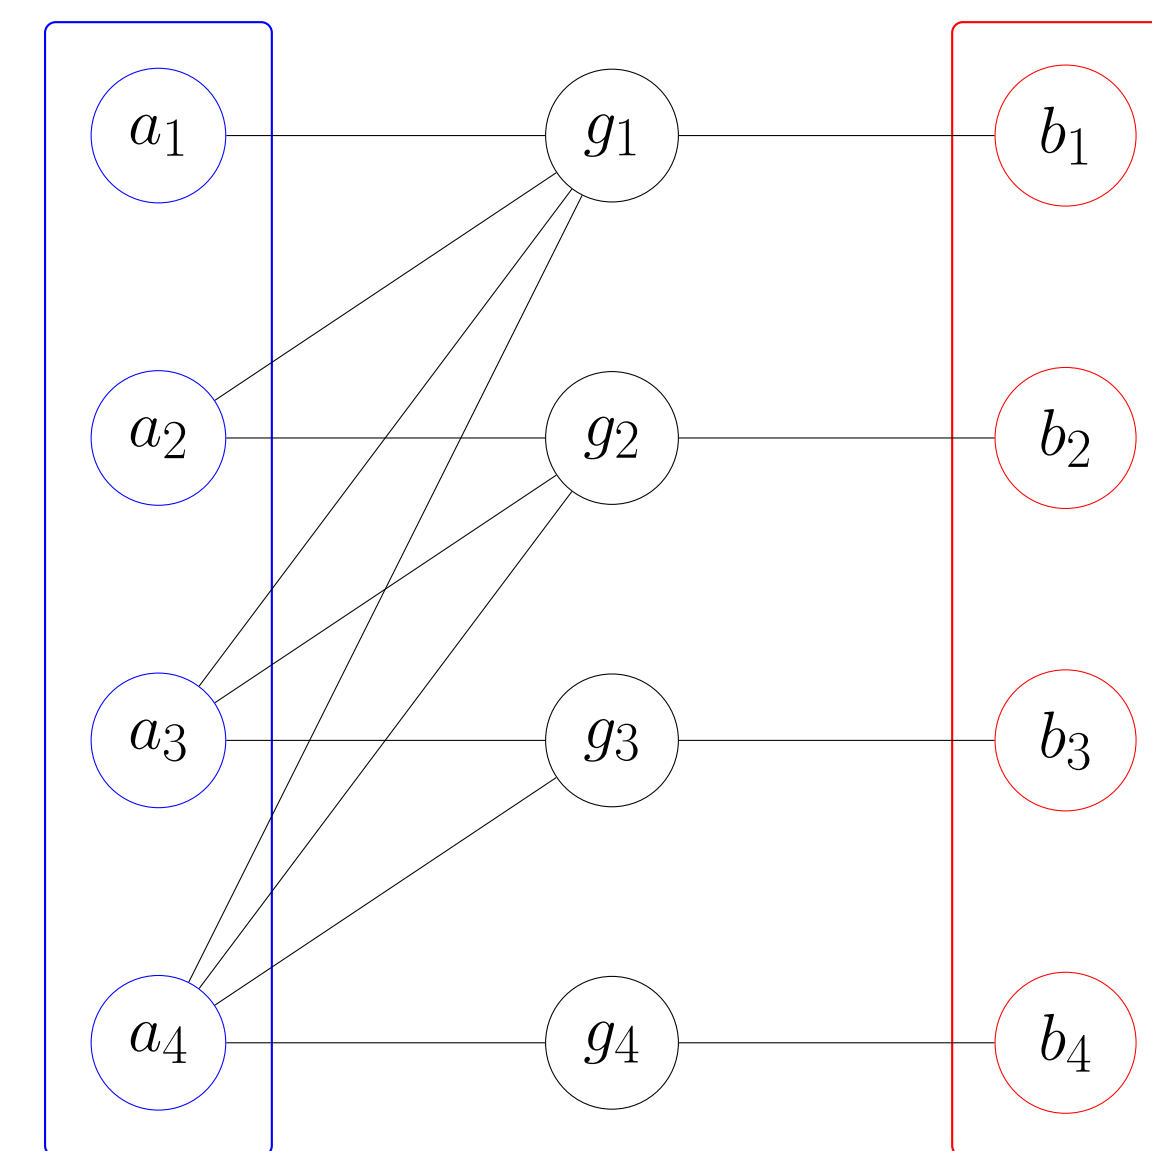 a₁ g₁ b₁
a₂ g₂ b₂
a₃ g₃ b₃
a₄ g₄ b₄